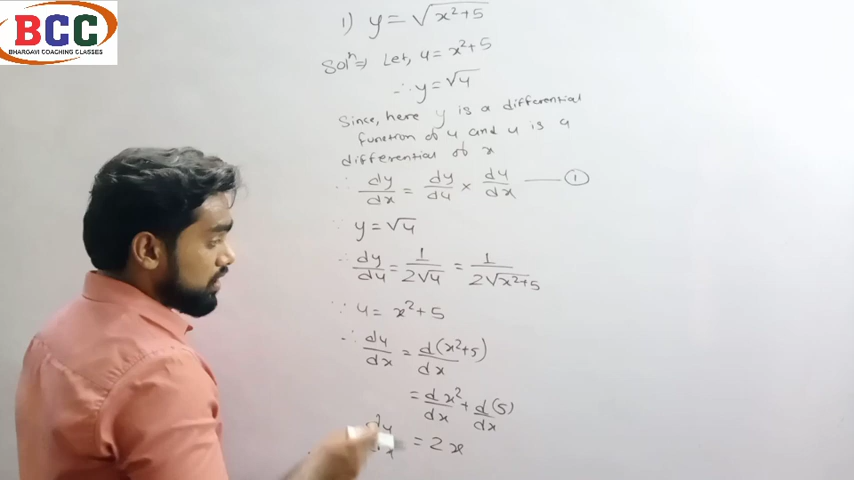 BCC
BHARGAVI COACHING CLASSES
1) y = √(x²+5)
Solⁿ ⇒ Let, u = x²+5
∴ y = √u
Since, here y is a differential
function of u and u is a
differential of x
∴ dy/dx = dy/du × du/dx —— ①
∵ y = √u
∴ dy/du = 1/(2√u) = 1/(2√(x²+5))
∵ u = x²+5
∴ du/dx = d(x²+5)/dx
= dx²/dx + d(5)/dx
= 2x